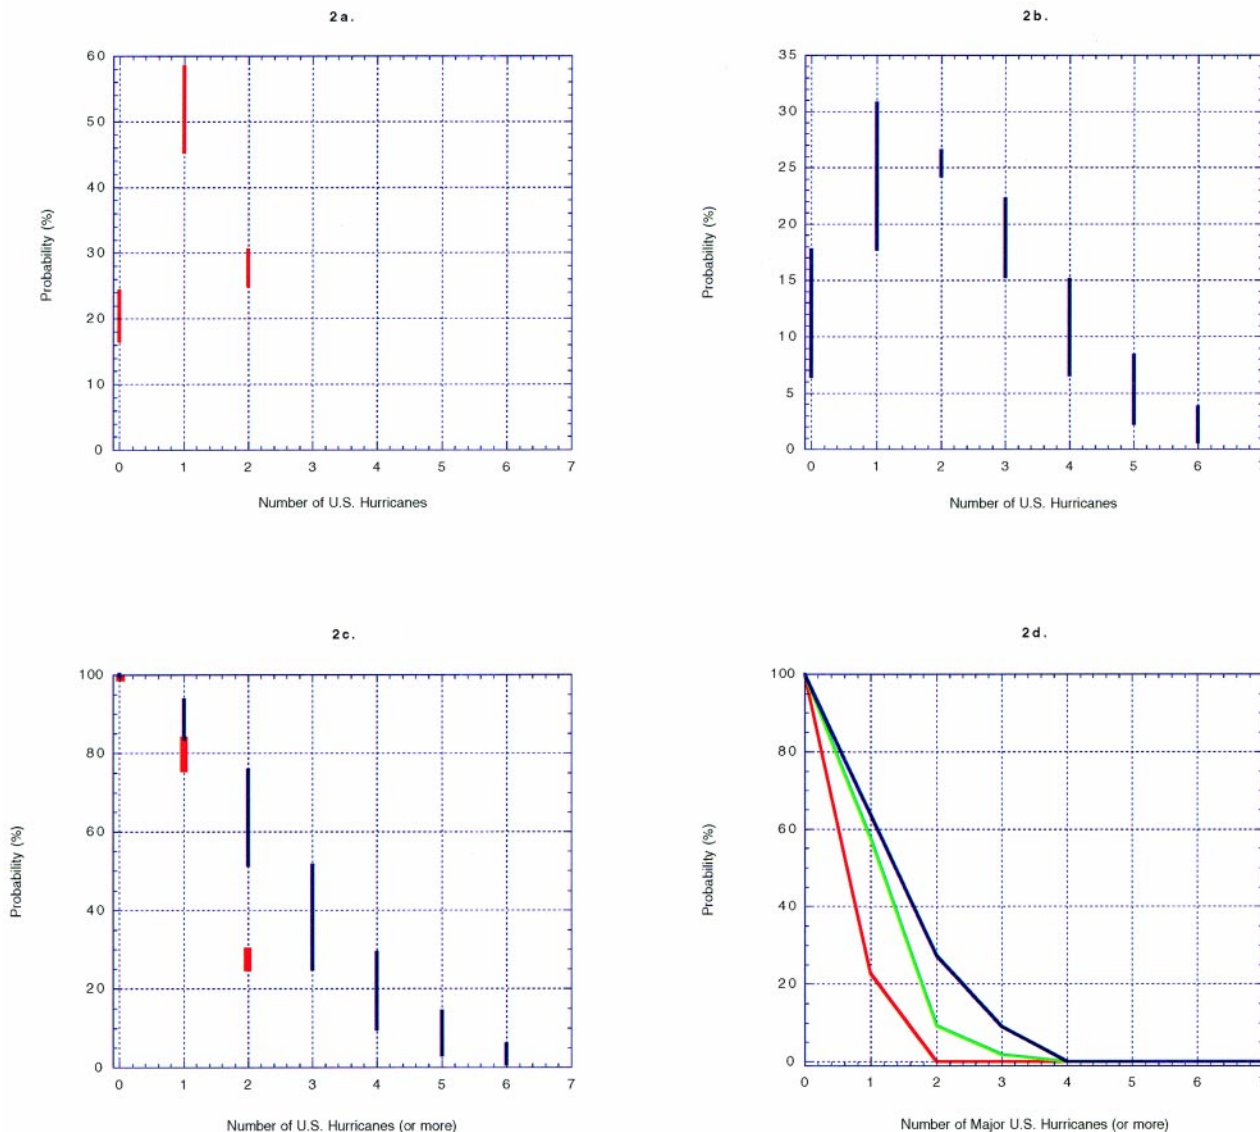 2a.
60
50
40
30
20
10
0
0 1 2 3 4 5 6 7
Probability (%)
Number of U.S. Hurricanes
2b.
35
30
25
20
15
10
5
0
0 1 2 3 4 5 6
Probability (%)
Number of U.S. Hurricanes
2c.
100
80
60
40
20
0
0 1 2 3 4 5 6 7
Probability (%)
Number of U.S. Hurricanes (or more)
2d.
100
80
60
40
20
0
0 1 2 3 4 5 6
Probability (%)
Number of Major U.S. Hurricanes (or more)